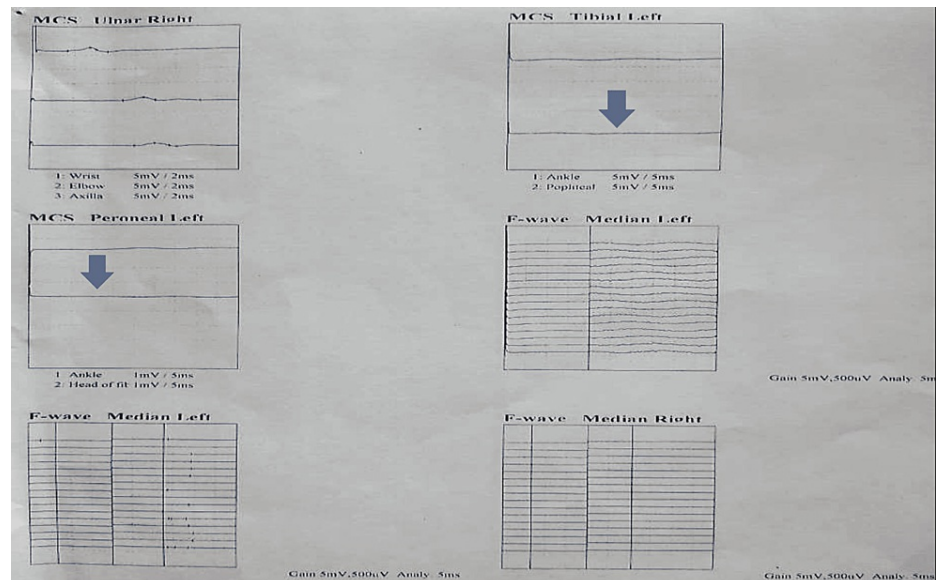 MCS Ulnar Right
1: Wrist 5mV / 2ms
2: Elbow 5mV / 2ms
3: Axilla 5mV / 2ms
MCS Tibial Left
1: Ankle 5mV / 5ms
2: Popliteal 5mV / 5ms
MCS Peroneal Left
1: Ankle 1mV / 5ms
2: Head of fib 1mV / 5ms
F-wave Median Left
Gain 5mV,500uV Analy. 5m
F-wave Median Left
Gain 5mV,500uV Analy. 5ms
F-wave Median Right
Gain 5mV,500uV Analy. 5ms